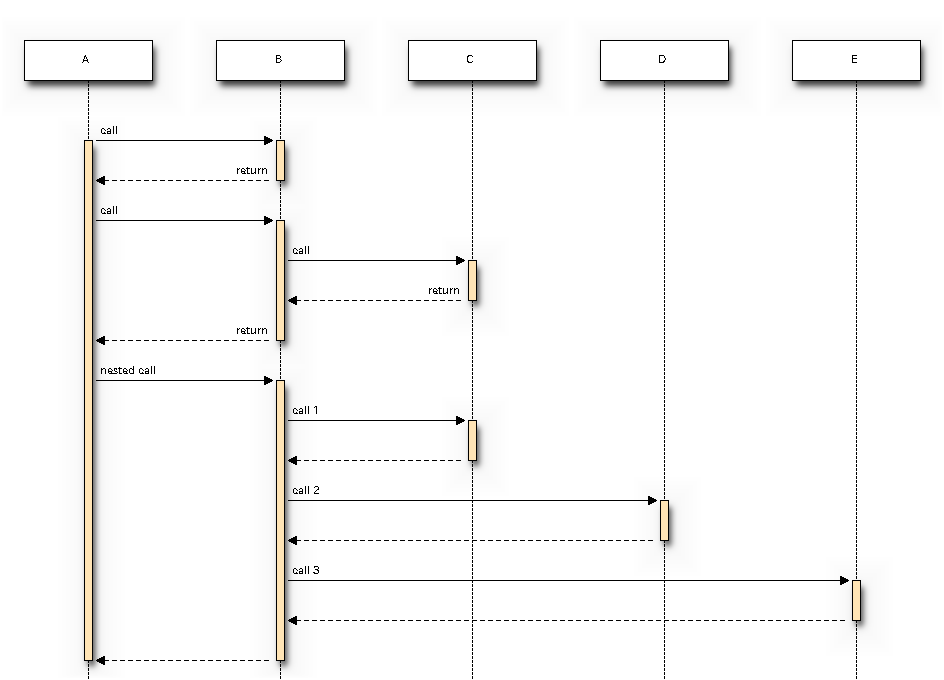 A
B
C
D
E
call
return
call
call
return
return
nested call
call 1
call 2
call 3